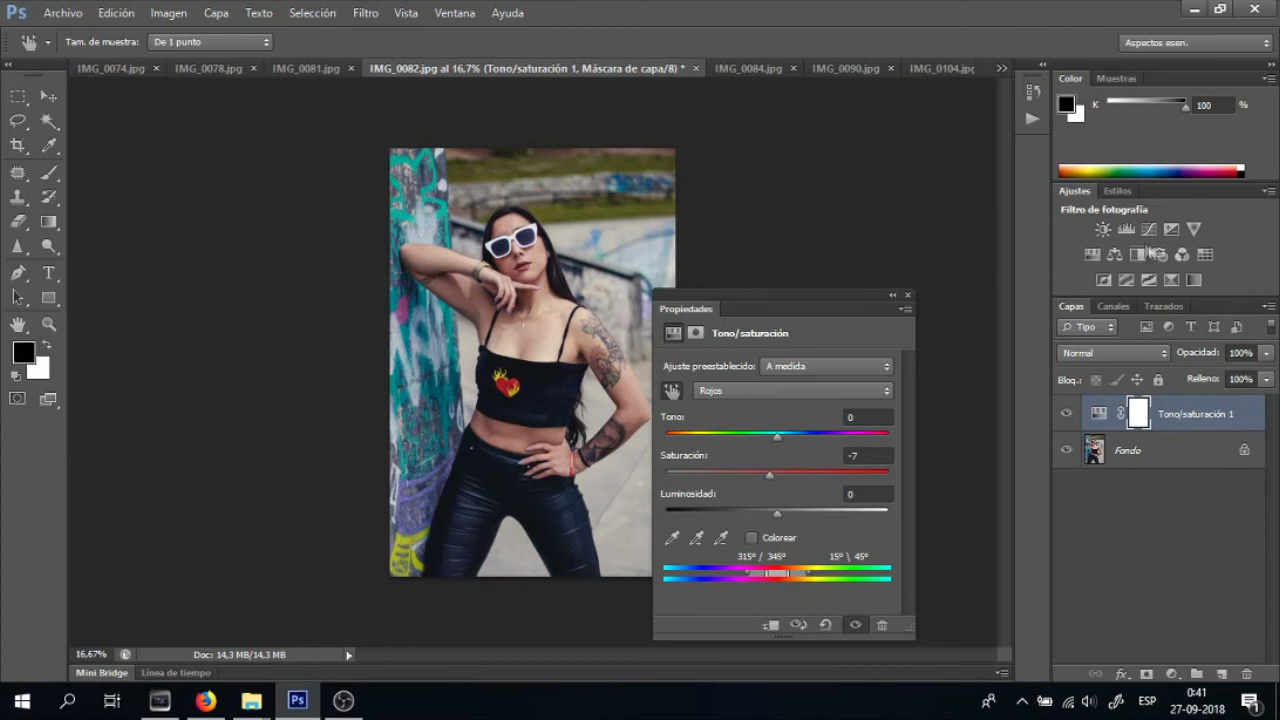 Ps Archivo Edición Imagen Capa Texto Selección Filtro Vista Ventana Ayuda
Tam. de muestra: De 1 punto Aspectos esen.
IMG_0074.jpg × IMG_0078.jpg × IMG_0081.jpg × IMG_0082.jpg al 16,7% (Tono/saturación 1, Máscara de capa/8) * × IMG_0084.jpg × IMG_0090.jpg × IMG_0104.jpg
Color Muestras
K 100 %
Ajustes Estilos
Filtro de fotografía
Capas Canales Trazados
Tipo
Normal Opacidad: 100%
Bloq.: Relleno: 100%
Tono/saturación 1
Fondo
Propiedades
Tono/saturación
Ajuste preestablecido: A medida
Rojos
Tono: 0
Saturación: -7
Luminosidad: 0
Colorear
315° / 345° 15° \ 45°
16,67% Doc: 14,3 MB/14,3 MB
Mini Bridge Línea de tiempo
Ps ESP 0:41
27-09-2018 1